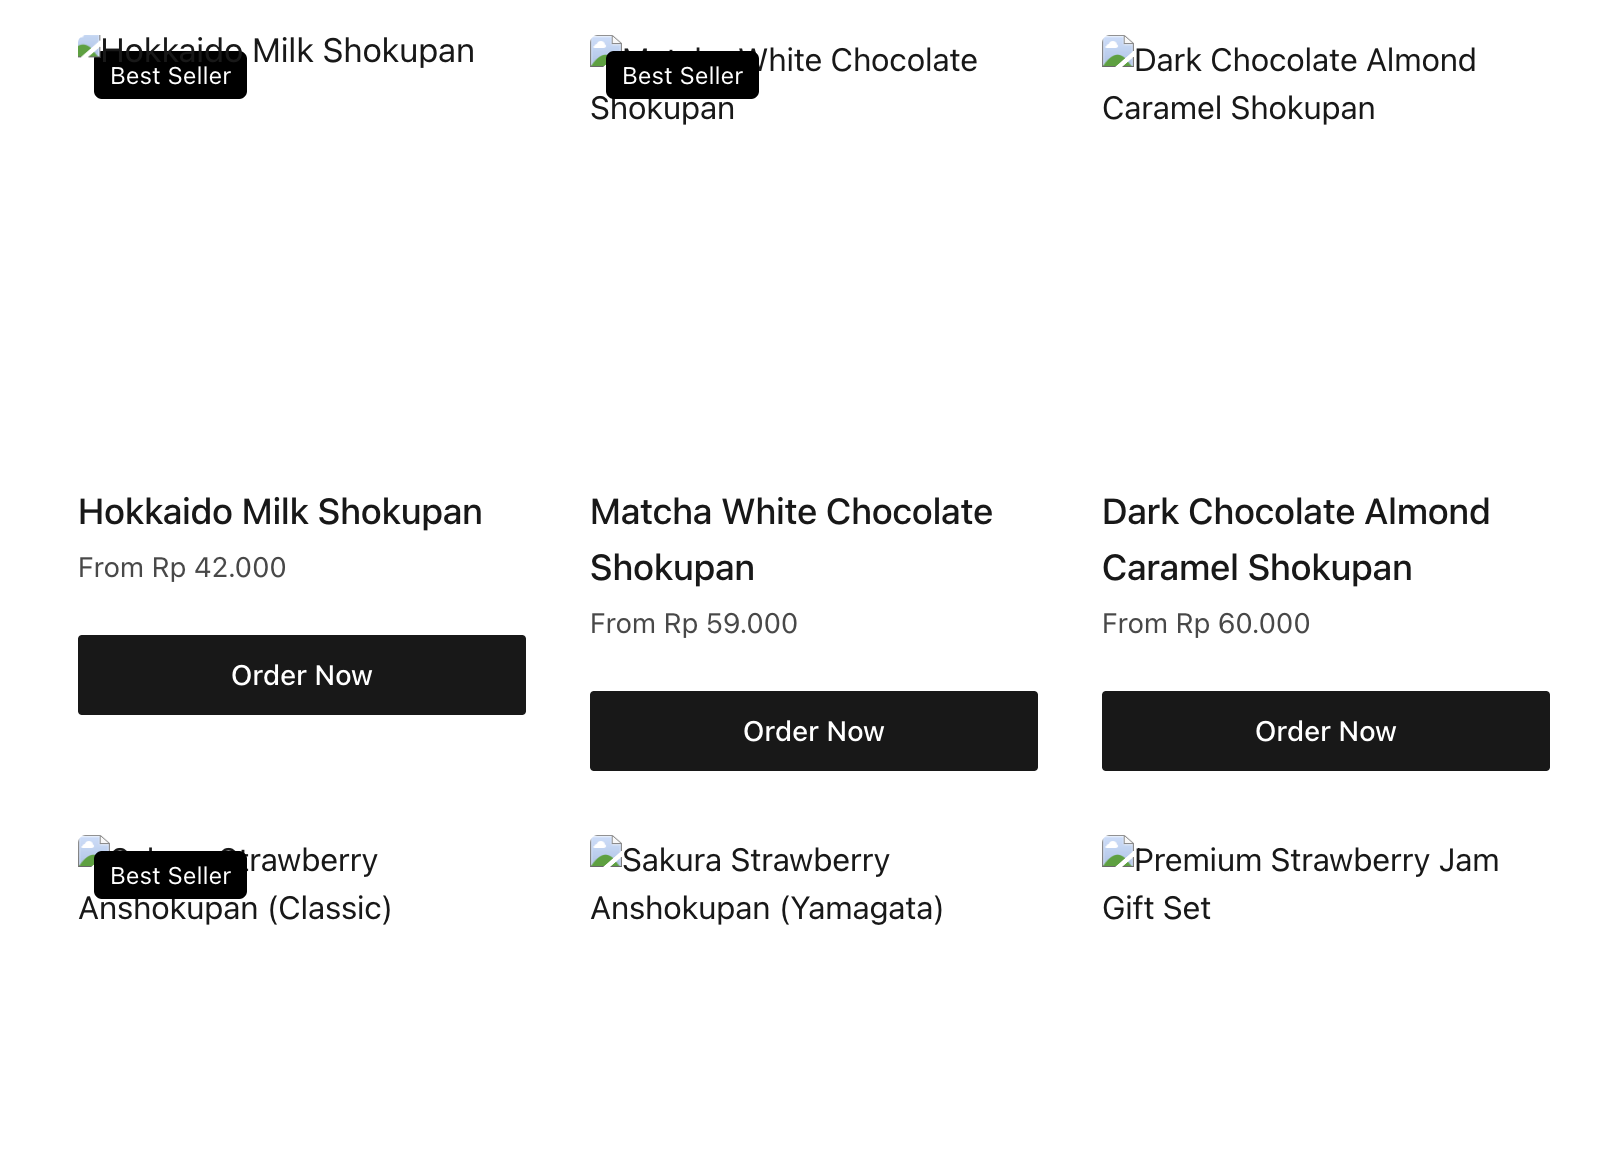 Hokkaido Milk Shokupan
Best Seller
White Chocolate
Best Seller
Shokupan
Dark Chocolate Almond
Caramel Shokupan
Hokkaido Milk Shokupan
From Rp 42.000
Order Now
Matcha White Chocolate
Shokupan
From Rp 59.000
Order Now
Dark Chocolate Almond
Caramel Shokupan
From Rp 60.000
Order Now
Strawberry
Best Seller
Anshokupan (Classic)
Sakura Strawberry
Anshokupan (Yamagata)
Premium Strawberry Jam
Gift Set